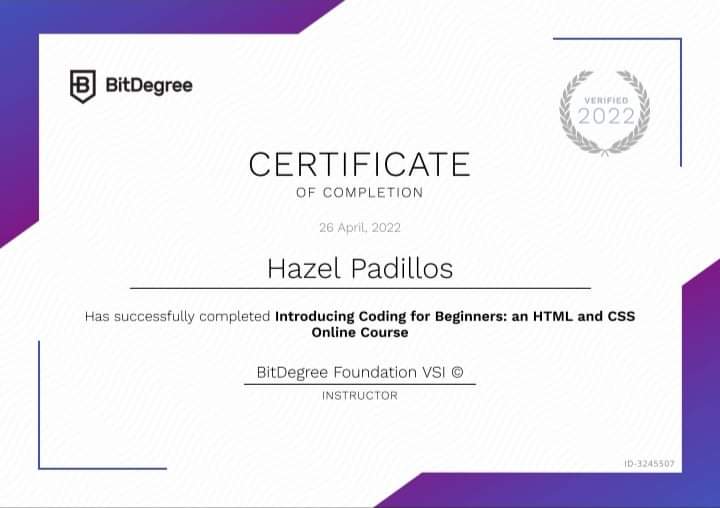 BitDegree
VERIFIED
2022
CERTIFICATE
OF COMPLETION
26 April, 2022
Hazel Padillos
Has successfully completed Introducing Coding for Beginners: an HTML and CSS
Online Course
BitDegree Foundation VSI ©
INSTRUCTOR
ID-3245507